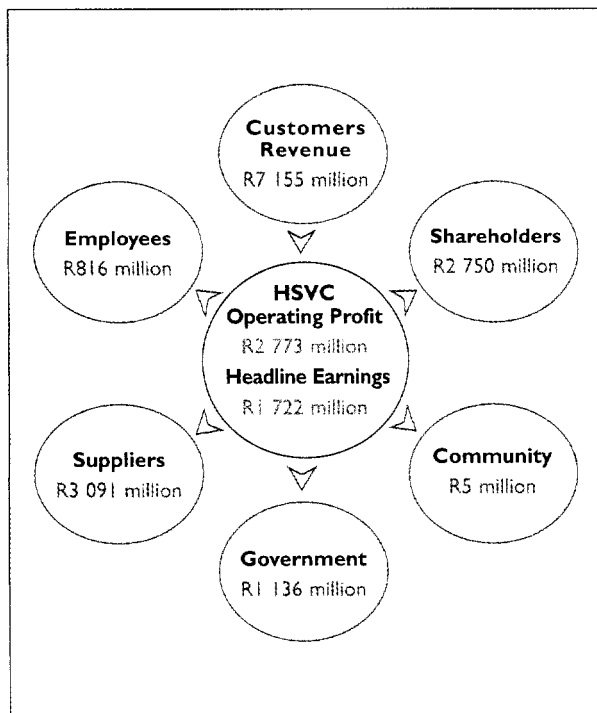 Customers
Revenue
R7 155 million
Employees
R816 million
Shareholders
R2 750 million
HSVC
Operating Profit
R2 773 million
Headline Earnings
R1 722 million
Suppliers
R3 091 million
Community
R5 million
Government
R1 136 million